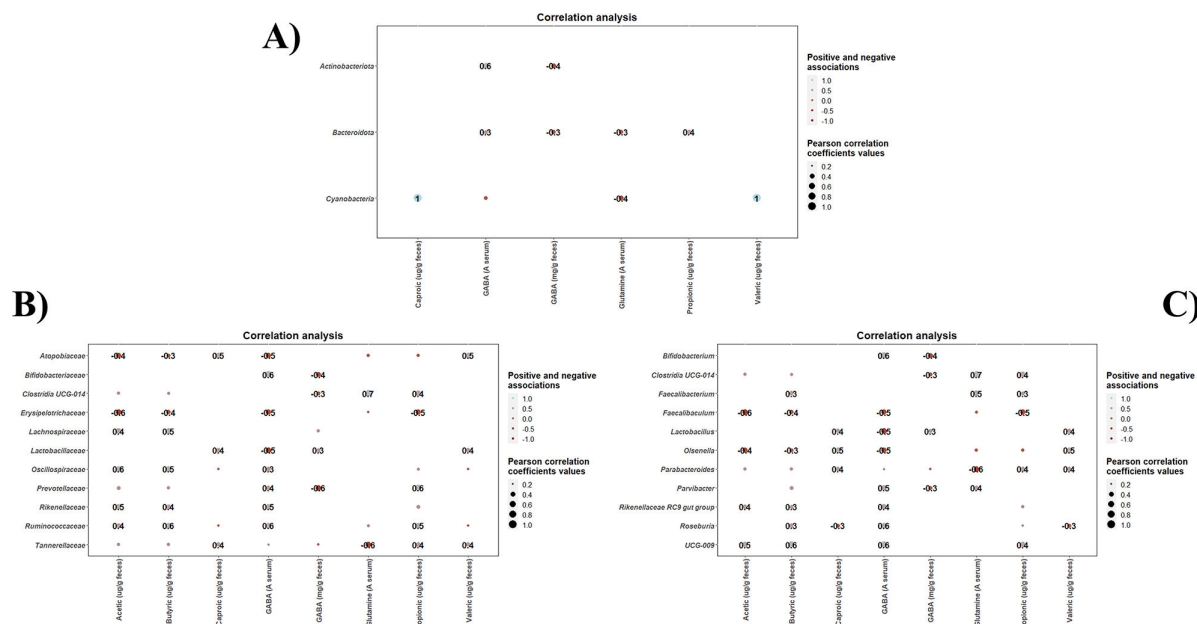 A)
Correlation analysis
Actinobacteriota 0.6 -0.4
Bacteroidota 0.3 -0.3 -0.3 0.4
Cyanobacteria 1 -0.4 1
Caproic (ug/g feces)
GABA (A serum)
GABA (mg/g feces)
Glutamine (A serum)
Propionic (ug/g feces)
Valeric (ug/g feces)
Positive and negative
associations
1.0
0.5
0.0
-0.5
-1.0
Pearson correlation
coefficients values
0.2
0.4
0.6
0.8
1.0
B)
Correlation analysis
Atopobiaceae -0.4 -0.3 0.5 -0.5 0.5
Bifidobacteriaceae 0.6 -0.4
Clostridia UCG-014 -0.3 0.7 0.4
Erysipelotrichaceae -0.6 -0.4 -0.5 -0.5
Lachnospiraceae 0.4 0.5
Lactobacillaceae 0.4 -0.5 0.3 0.4
Oscillospiraceae 0.6 0.5 0.3
Prevotellaceae 0.4 -0.6 0.6
Rikenellaceae 0.5 0.4 0.5
Ruminococcaceae 0.4 0.6 0.6 0.5
Tannerellaceae 0.4 -0.6 0.4 0.4
Acetic (ug/g feces)
Butyric (ug/g feces)
Caproic (ug/g feces)
GABA (A serum)
GABA (mg/g feces)
Glutamine (A serum)
Propionic (ug/g feces)
Valeric (ug/g feces)
Positive and negative
associations
1.0
0.5
0.0
-0.5
-1.0
Pearson correlation
coefficients values
0.2
0.4
0.6
0.8
1.0
C)
Correlation analysis
Bifidobacterium 0.6 -0.4
Clostridia UCG-014 -0.3 0.7 0.4
Faecalibacterium 0.3 0.5 0.3
Faecalibaculum -0.6 -0.4 -0.5 -0.5
Lactobacillus 0.4 -0.5 0.3 0.4
Olsenella -0.4 -0.3 0.5 -0.5 0.5
Parabacteroides 0.4 -0.6 0.4 0.4
Parvibacter 0.5 -0.3 0.4
Rikenellaceae RC9 gut group 0.4 0.3 0.4
Roseburia 0.3 -0.3 0.4 -0.3
UCG-009 0.5 0.6 0.6 0.4
Acetic (ug/g feces)
Butyric (ug/g feces)
Caproic (ug/g feces)
GABA (A serum)
GABA (mg/g feces)
Glutamine (A serum)
Propionic (ug/g feces)
Valeric (ug/g feces)
Positive and negative
associations
1.0
0.5
0.0
-0.5
-1.0
Pearson correlation
coefficients values
0.2
0.4
0.6
0.8
1.0